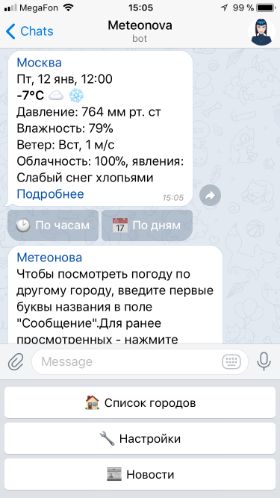 MegaFon 15:05 99 %
Chats
Meteonova
bot
Москва
Пт, 12 янв, 12:00
-7°C ☁️ ❄️
Давление: 764 мм рт. ст
Влажность: 79%
Ветер: Вст, 1 м/с
Облачность: 100%, явления:
Слабый снег хлопьями
Подробнее 15:05
По часам
17 По дням
Метеонова
Чтобы посмотреть погоду по
другому городу, введите первые
буквы названия в поле
"Сообщение".Для ранее
просмотренных - нажмите
Message
Список городов
Настройки
Новости